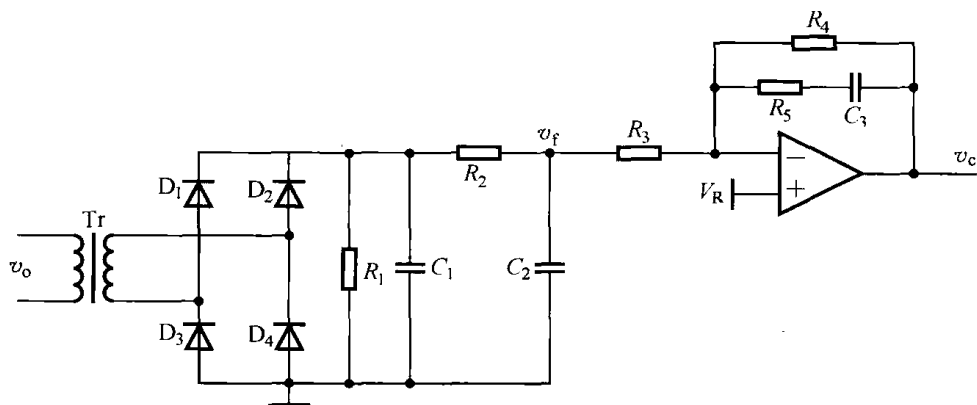 R4
R5
C3
vf
R3
R2
vc
D1
D2
VR
−
+
Tr
vo
R1
C1
C2
D3
D4